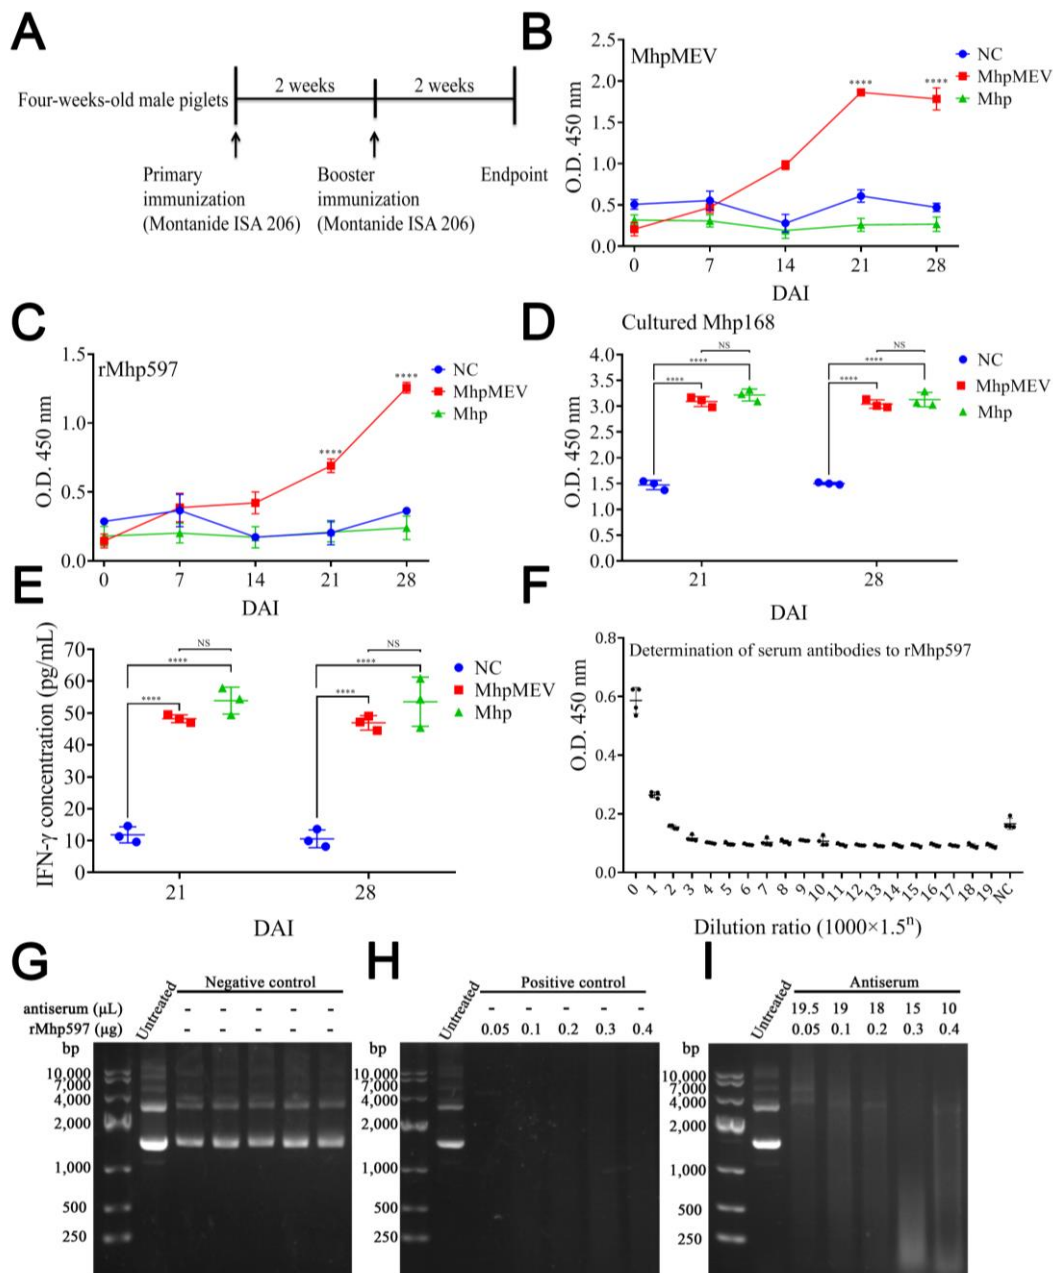 A
Four-weeks-old male piglets
2 weeks
2 weeks
Primary
immunization
(Montanide ISA 206)
Booster
immunization
(Montanide ISA 206)
Endpoint
B
MhpMEV
O.D. 450 nm
2.5
2.0
1.5
1.0
0.5
0.0
0 7 14 21 28
DAI
**** ****
NC
MhpMEV
Mhp
C
rMhp597
O.D. 450 nm
1.5
1.0
0.5
0.0
0 7 14 21 28
DAI
**** ****
NC
MhpMEV
Mhp
D
Cultured Mhp168
O.D. 450 nm
4.0
3.5
3.0
2.5
2.0
1.5
1.0
0.5
0.0
NS NS
**** ****
**** ****
21 28
DAI
NC
MhpMEV
Mhp
E
IFN-γ concentration (pg/mL)
70
60
50
40
30
20
10
0
NS NS
**** ****
**** ****
21 28
DAI
NC
MhpMEV
Mhp
F
Determination of serum antibodies to rMhp597
O.D. 450 nm
0.8
0.6
0.4
0.2
0.0
0 1 2 3 4 5 6 7 8 9 10 11 12 13 14 15 16 17 18 19 NC
Dilution ratio (1000×1.5ⁿ)
G
Untreated
Negative control
antiserum (μL) - - - - -
rMhp597 (μg) - - - - -
bp
10,000
7,000
4,000
2,000
1,000
500
250
H
Untreated
Positive control
- - - - -
0.05 0.1 0.2 0.3 0.4
bp
10,000
7,000
4,000
2,000
1,000
500
250
I
Untreated
Antiserum
19.5 19 18 15 10
0.05 0.1 0.2 0.3 0.4
bp
10,000
7,000
4,000
2,000
1,000
500
250